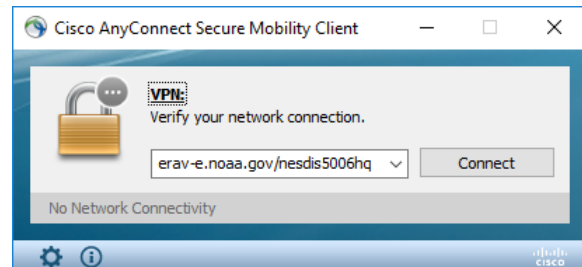 Cisco AnyConnect Secure Mobility Client
VPN:
Verify your network connection.
erav-e.noaa.gov/nesdis5006hq
Connect
No Network Connectivity
cisco